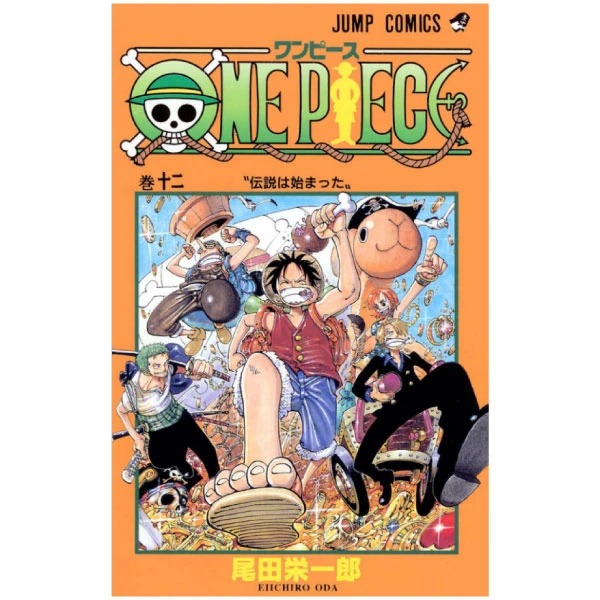 JUMP COMICS
ワンピース
ONE PIECE
巻十二
〝伝説は始まった〟
尾田栄一郎
EIICHIRO ODA